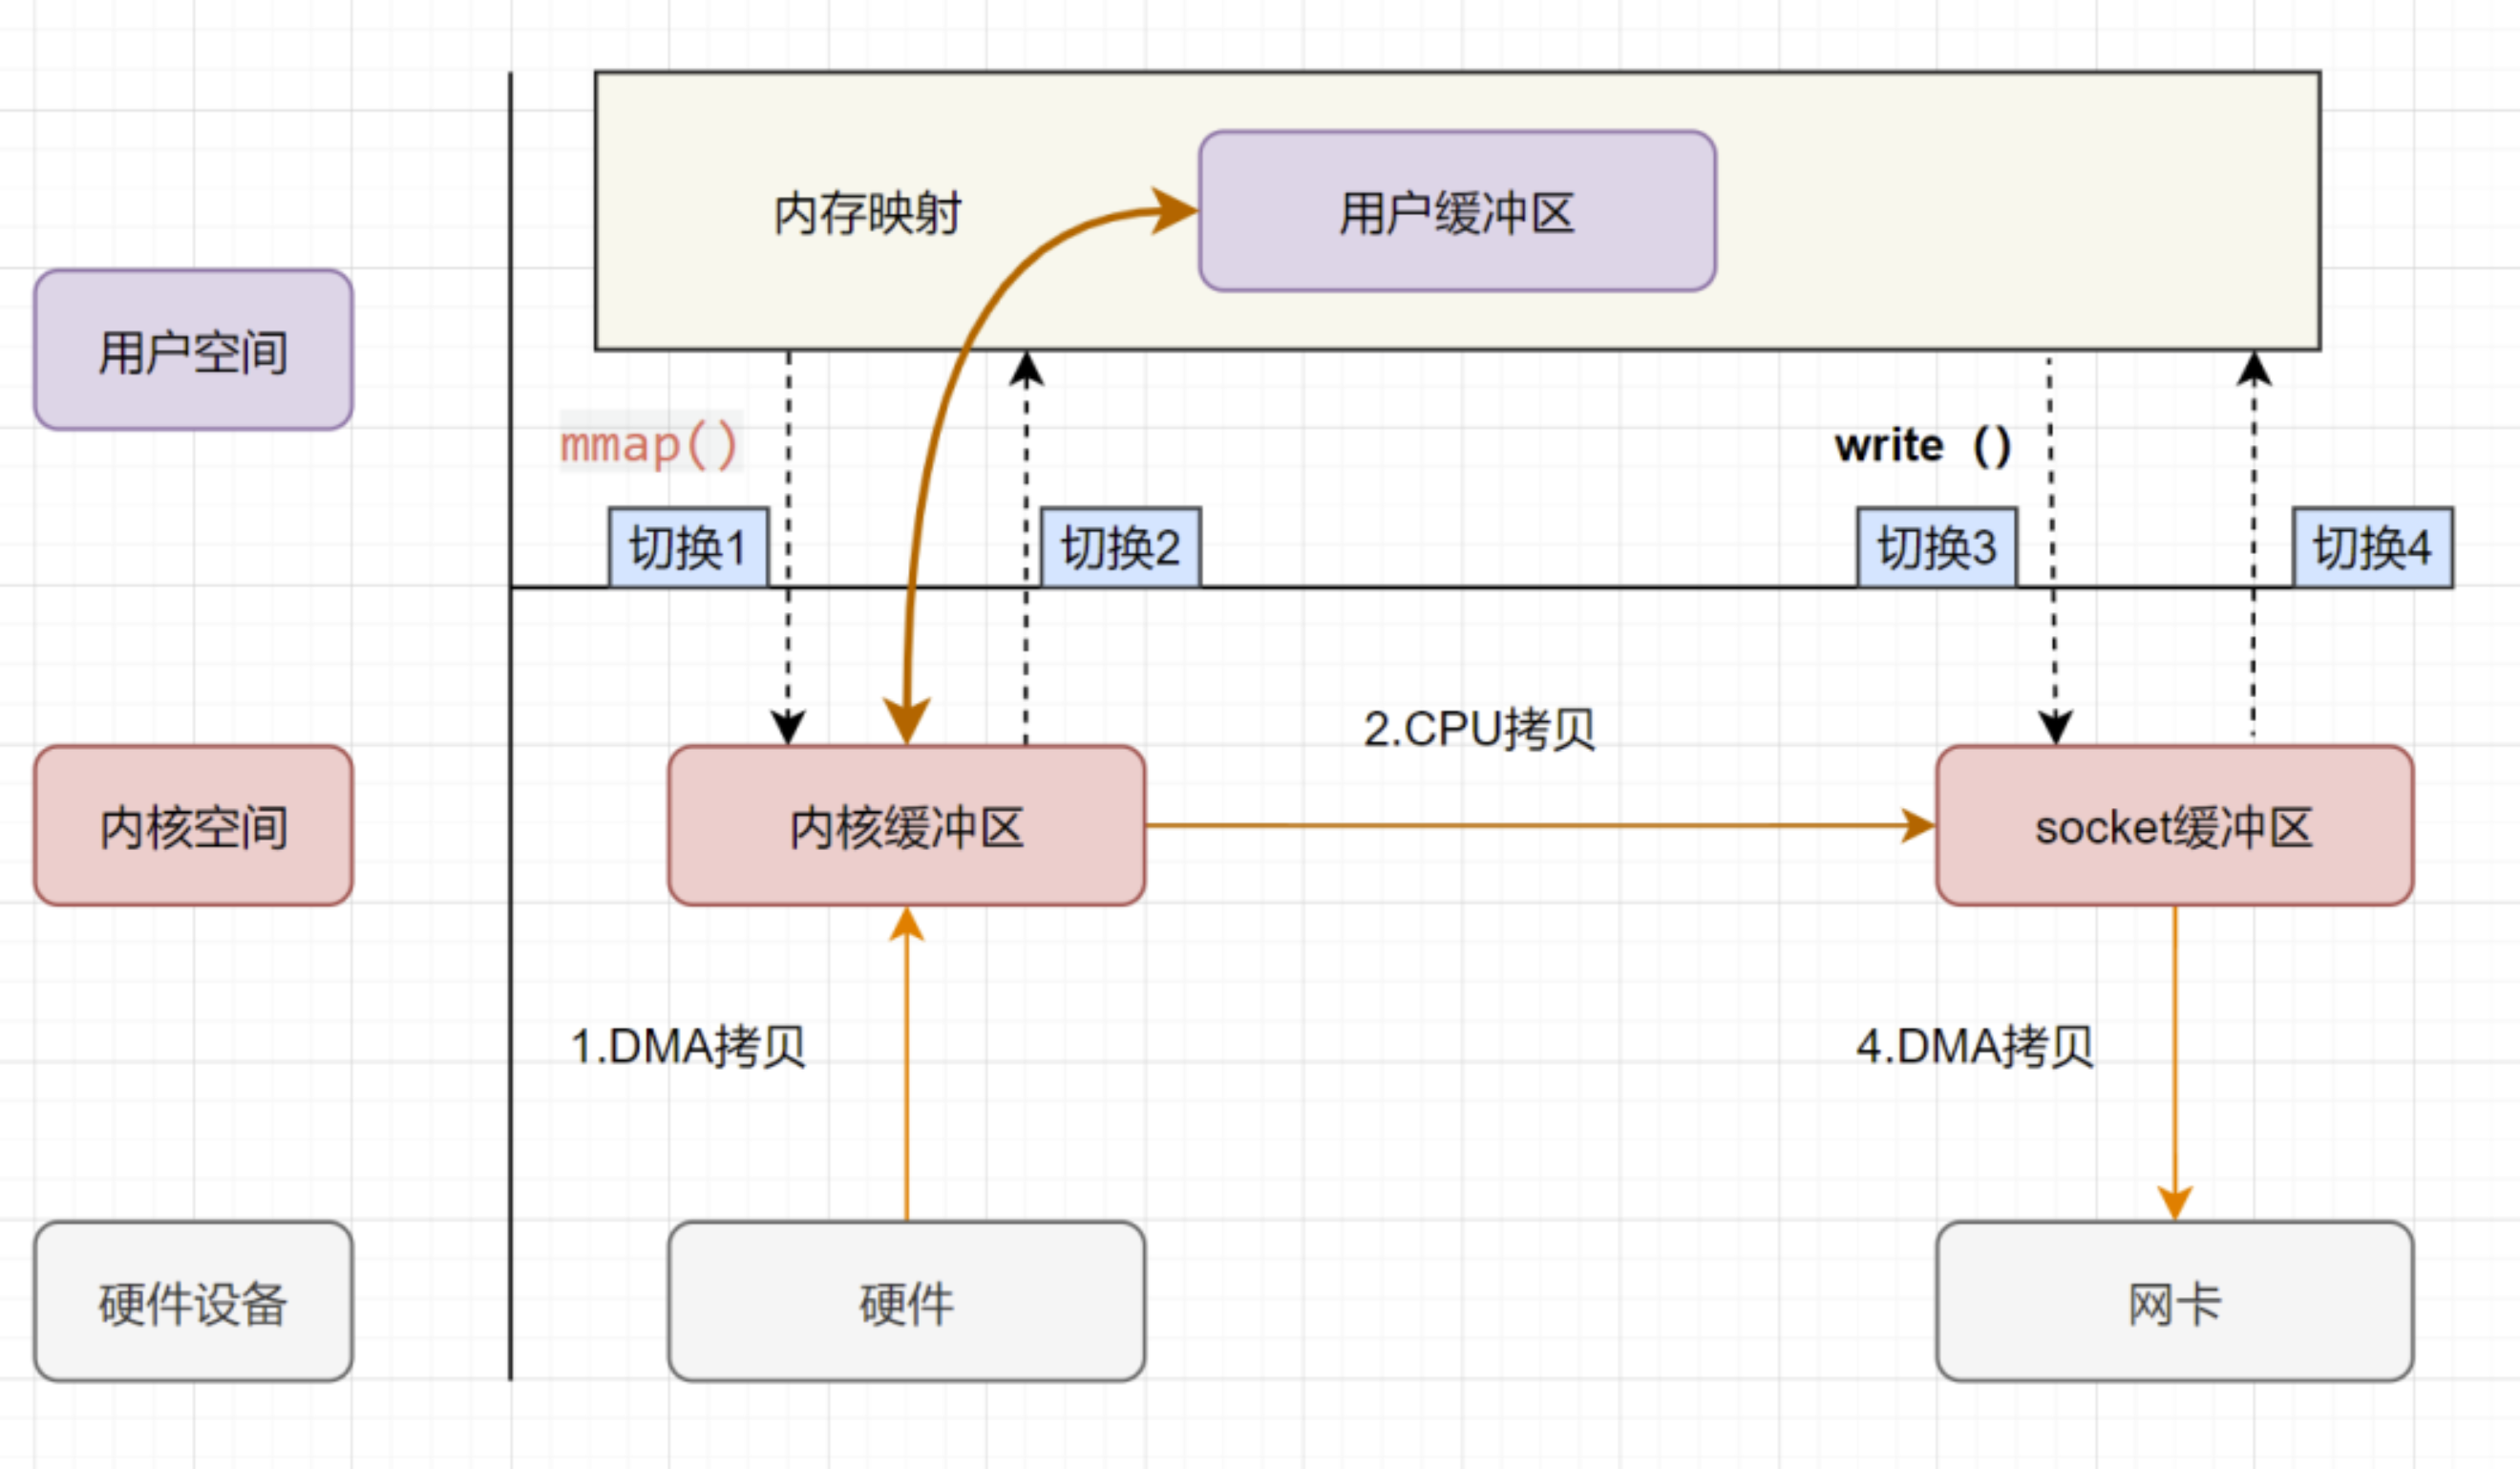 内存映射
用户缓冲区
用户空间
mmap()
write（）
切换1
切换2
切换3
切换4
2.CPU拷贝
内核空间
内核缓冲区
socket缓冲区
1.DMA拷贝
4.DMA拷贝
硬件设备
硬件
网卡